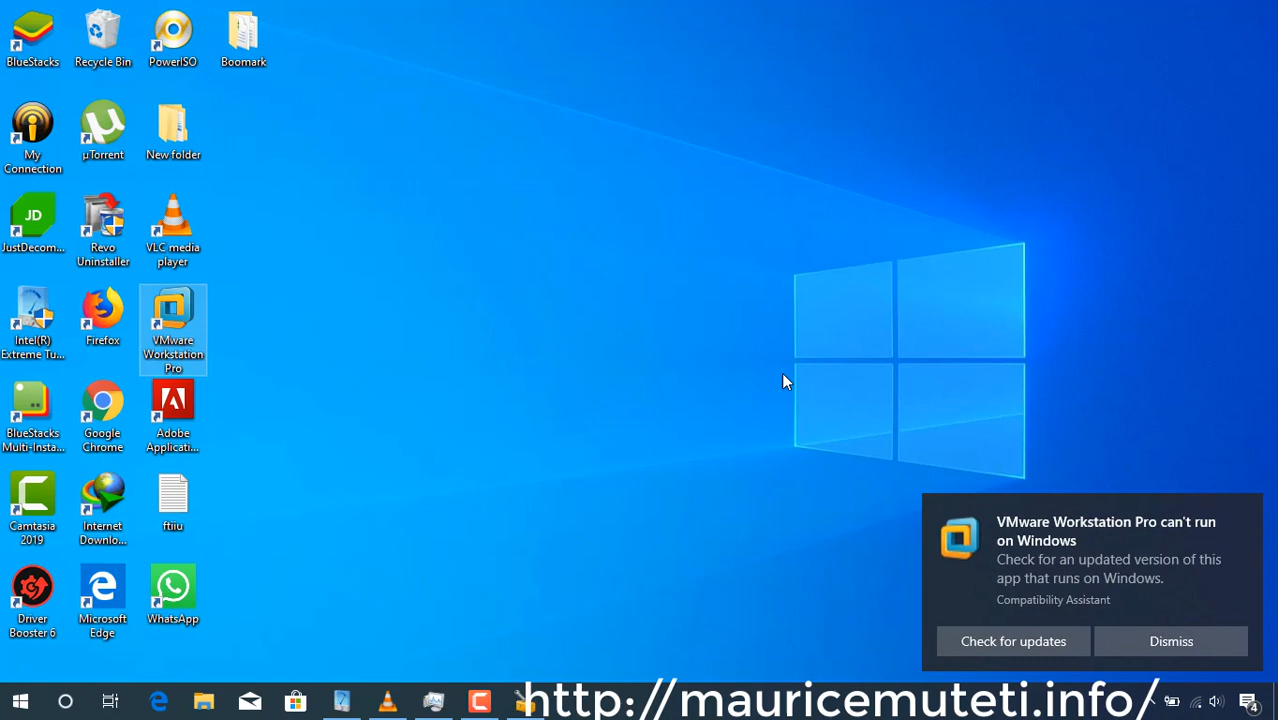 BlueStacks
Recycle Bin
PowerISO
Boomark
My
Connection
µTorrent
New folder
JD
JustDecom...
Revo
Uninstaller
VLC media
player
Intel(R)
Extreme Tu...
Firefox
VMware
Workstation
Pro
BlueStacks
Multi-Insta...
Google
Chrome
Adobe
Applicati...
Camtasia
2019
Internet
Downlo...
ftiiu
Driver
Booster 6
Microsoft
Edge
WhatsApp
VMware Workstation Pro can't run
on Windows
Check for an updated version of this
app that runs on Windows.
Compatibility Assistant
Check for updates
Dismiss
http://mauricemuteti.info/
4